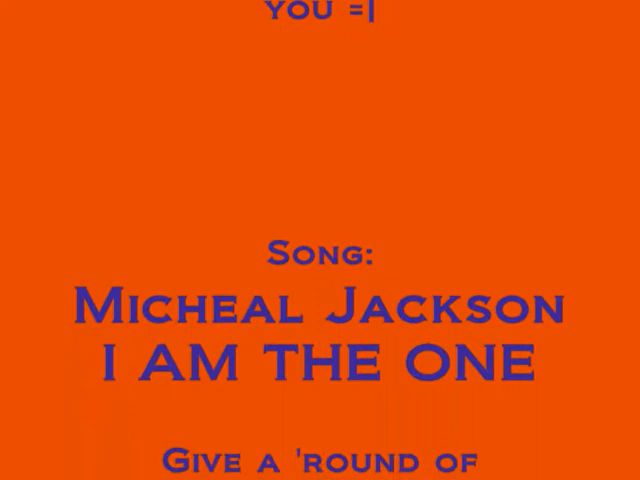 YOU =|
SONG:
MICHEAL JACKSON
I AM THE ONE
GIVE A 'ROUND OF